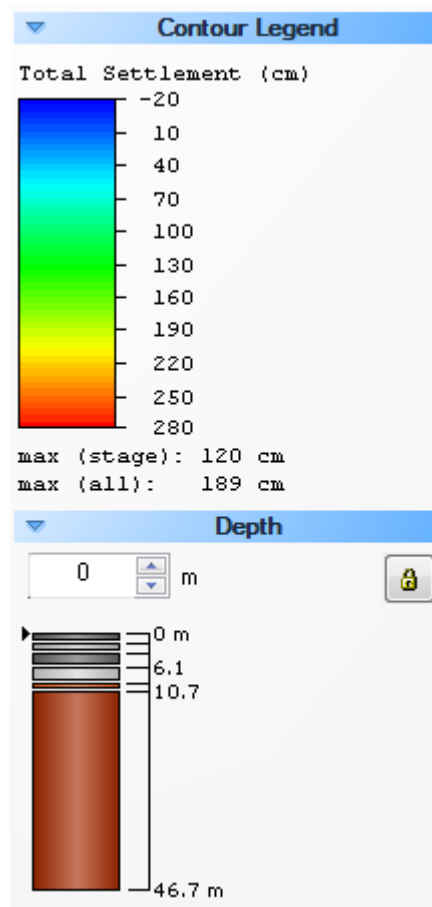 Contour Legend
Total Settlement (cm)
-20
10
40
70
100
130
160
190
220
250
280
max (stage): 120 cm
max (all): 189 cm
Depth
0 m
0 m
6.1
10.7
46.7 m